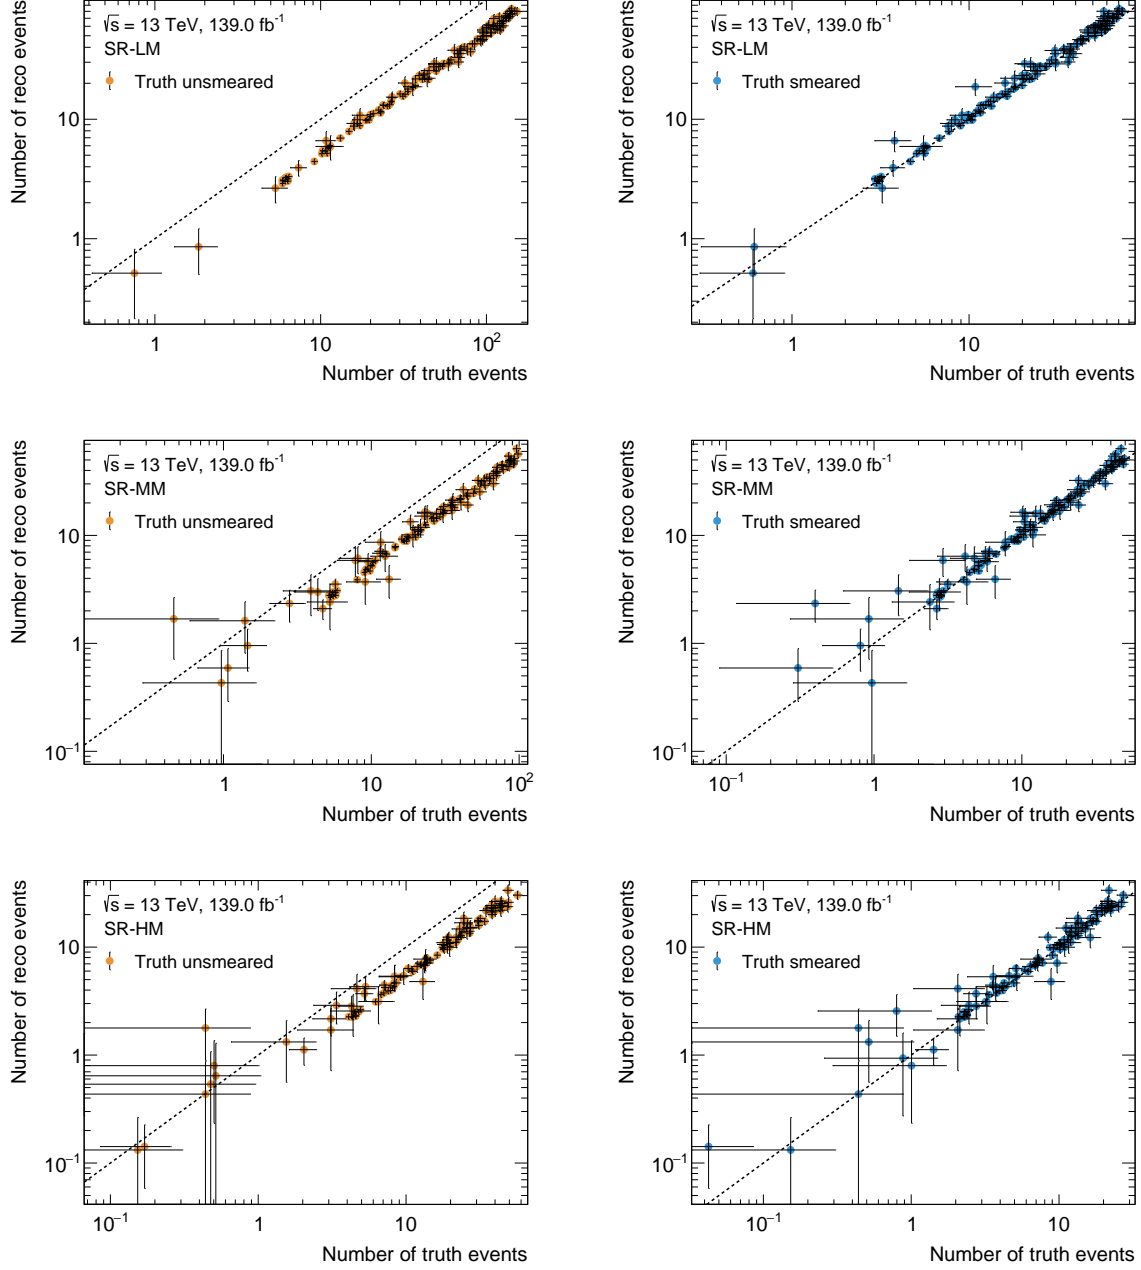 Number of reco events
√s = 13 TeV, 139.0 fb⁻¹
SR-LM
Truth unsmeared
10
1
1
10
10²
Number of truth events
Number of reco events
√s = 13 TeV, 139.0 fb⁻¹
SR-LM
Truth smeared
10
1
1
10
Number of truth events
Number of reco events
√s = 13 TeV, 139.0 fb⁻¹
SR-MM
Truth unsmeared
10
1
10⁻¹
1
10
10²
Number of truth events
Number of reco events
√s = 13 TeV, 139.0 fb⁻¹
SR-MM
Truth smeared
10
1
10⁻¹
10⁻¹
1
10
Number of truth events
Number of reco events
√s = 13 TeV, 139.0 fb⁻¹
SR-HM
Truth unsmeared
10
1
10⁻¹
10⁻¹
1
10
Number of truth events
Number of reco events
√s = 13 TeV, 139.0 fb⁻¹
SR-HM
Truth smeared
10
1
10⁻¹
10⁻¹
1
10
Number of truth events